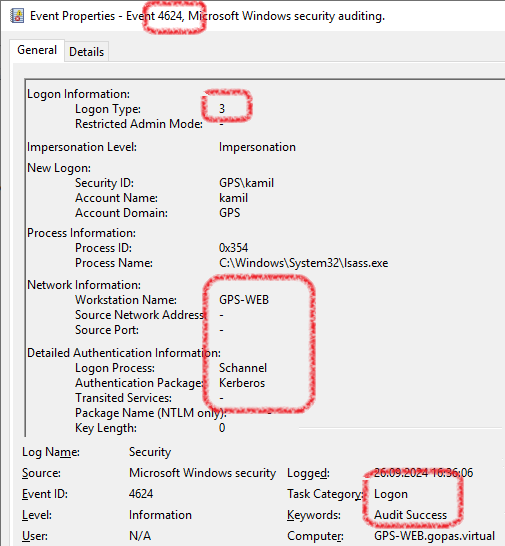 Event Properties - Event 4624, Microsoft Windows security auditing.
General Details
Logon Information:
Logon Type: 3
Restricted Admin Mode: -
Impersonation Level: Impersonation
New Logon:
Security ID: GPS\kamil
Account Name: kamil
Account Domain: GPS
Process Information:
Process ID: 0x354
Process Name: C:\Windows\System32\lsass.exe
Network Information:
Workstation Name: GPS-WEB
Source Network Address: -
Source Port: -
Detailed Authentication Information:
Logon Process: Schannel
Authentication Package: Kerberos
Transited Services: -
Package Name (NTLM only): -
Key Length: 0
Log Name: Security
Source: Microsoft Windows security Logged: 26.09.2024 16:36:06
Event ID: 4624 Task Category: Logon
Level: Information Keywords: Audit Success
User: N/A Computer: GPS-WEB.gopas.virtual